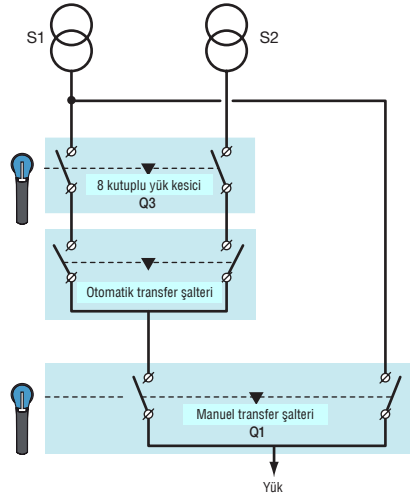 S1
S2
8 kutuplu yük kesici
Q3
Otomatik transfer şalteri
Manuel transfer şalteri
Q1
Yük